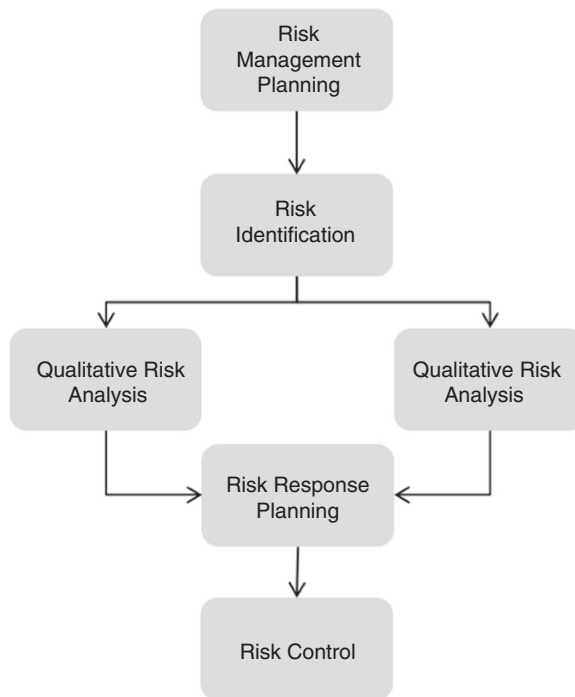 Risk
Management
Planning
Risk
Identification
Qualitative Risk
Analysis
Qualitative Risk
Analysis
Risk Response
Planning
Risk Control